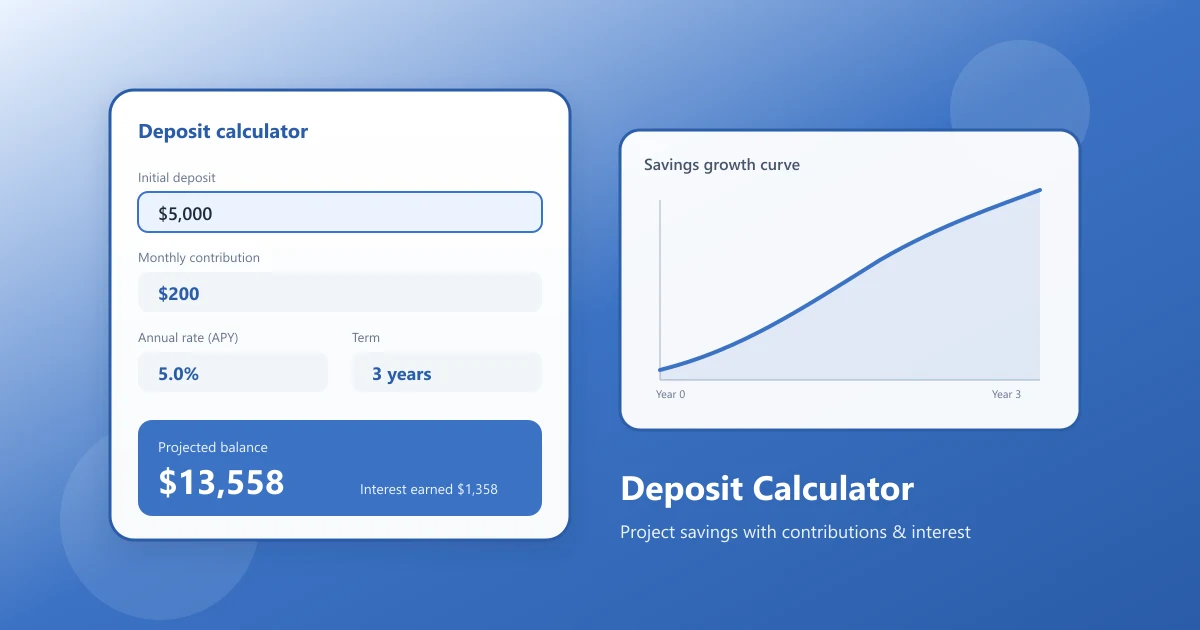 Deposit calculator
Initial deposit
$5,000
Monthly contribution
$200
Annual rate (APY) Term
5.0% 3 years
Projected balance
$13,558 Interest earned $1,358
Savings growth curve
Year 0 Year 3
Deposit Calculator
Project savings with contributions & interest